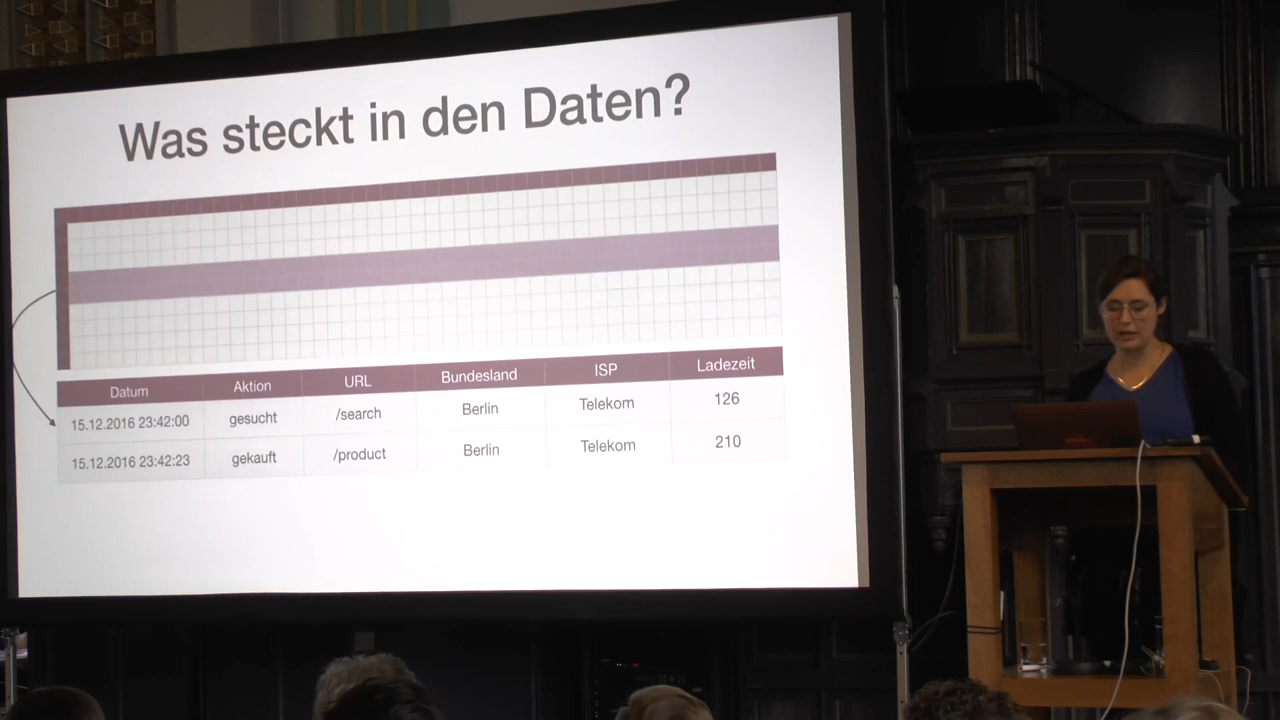 Was steckt in den Daten?
Datum Aktion URL Bundesland ISP Ladezeit
15.12.2016 23:42:00 gesucht /search Berlin Telekom 126
15.12.2016 23:42:23 gekauft /product Berlin Telekom 210